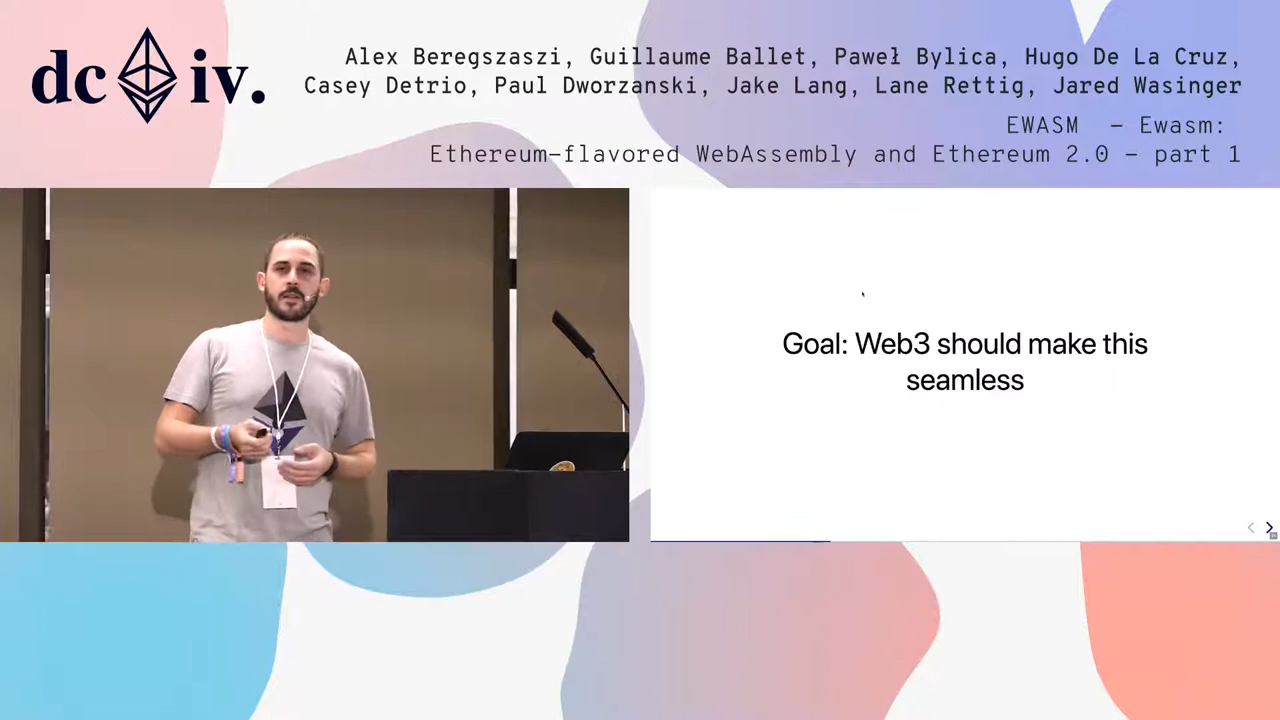 dc iv.
Alex Beregszaszi, Guillaume Ballet, Paweł Bylica, Hugo De La Cruz,
Casey Detrio, Paul Dworzanski, Jake Lang, Lane Rettig, Jared Wasinger
EWASM – Ewasm:
Ethereum-flavored WebAssembly and Ethereum 2.0 – part 1
Goal: Web3 should make this
seamless